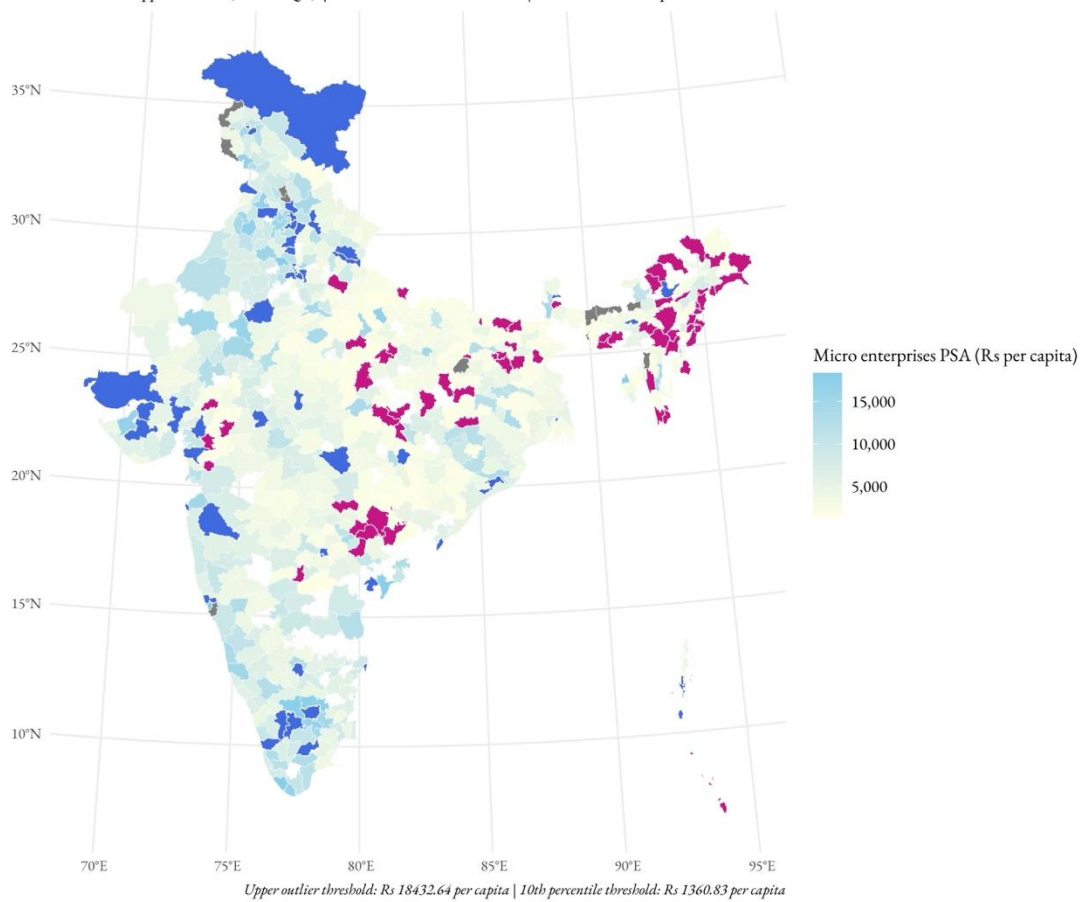 35°N
30°N
25°N
20°N
15°N
10°N
70°E
75°E
80°E
85°E
90°E
95°E
Micro enterprises PSA (Rs per capita)
15,000
10,000
5,000
Upper outlier threshold: Rs 18432.64 per capita | 10th percentile threshold: Rs 1360.83 per capita